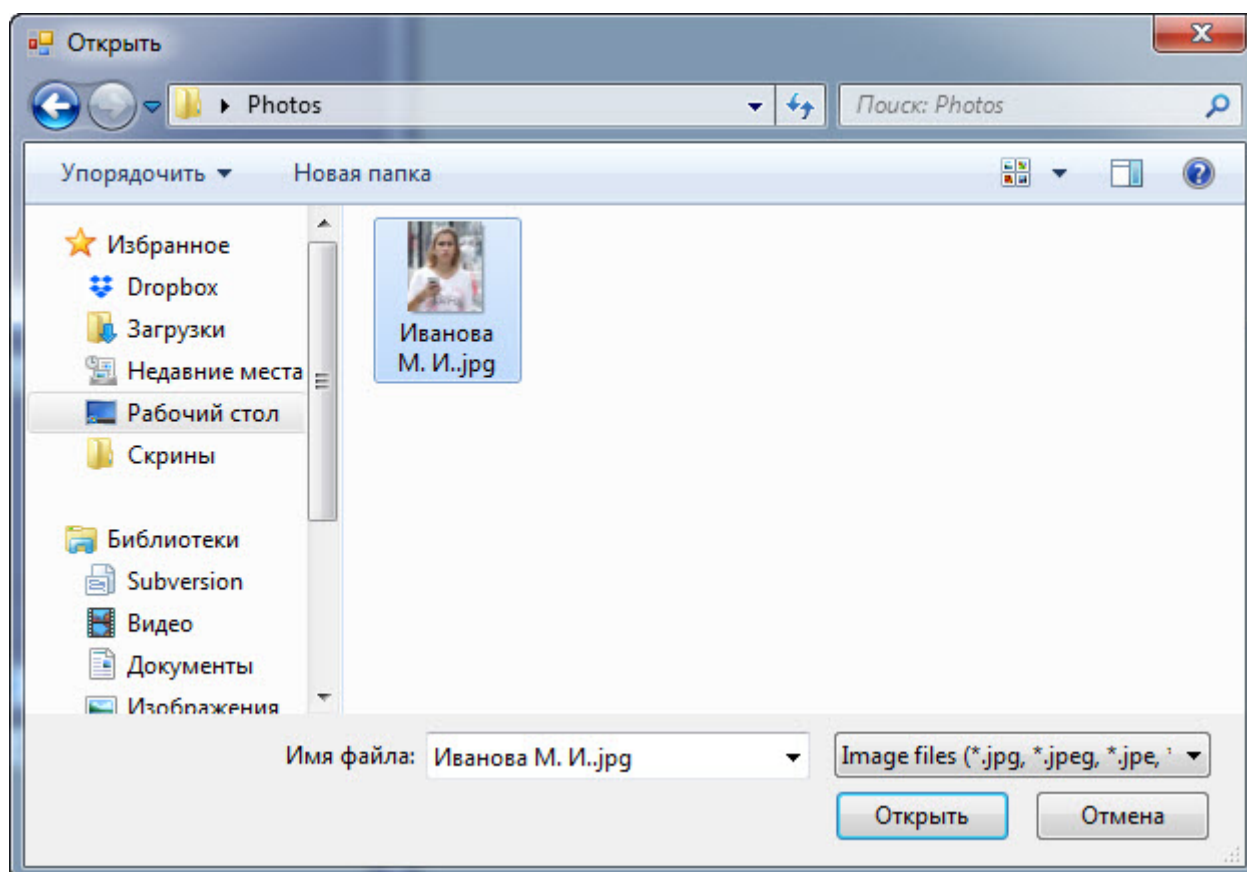 Открыть
Photos
Поиск: Photos
Упорядочить
Новая папка
Избранное
Dropbox
Загрузки
Недавние места
Рабочий стол
Скрины
Библиотеки
Subversion
Видео
Документы
Изображения
Иванова
М. И..jpg
Имя файла: Иванова М. И..jpg
Image files (*.jpg, *.jpeg, *.jpe,
Открыть
Отмена